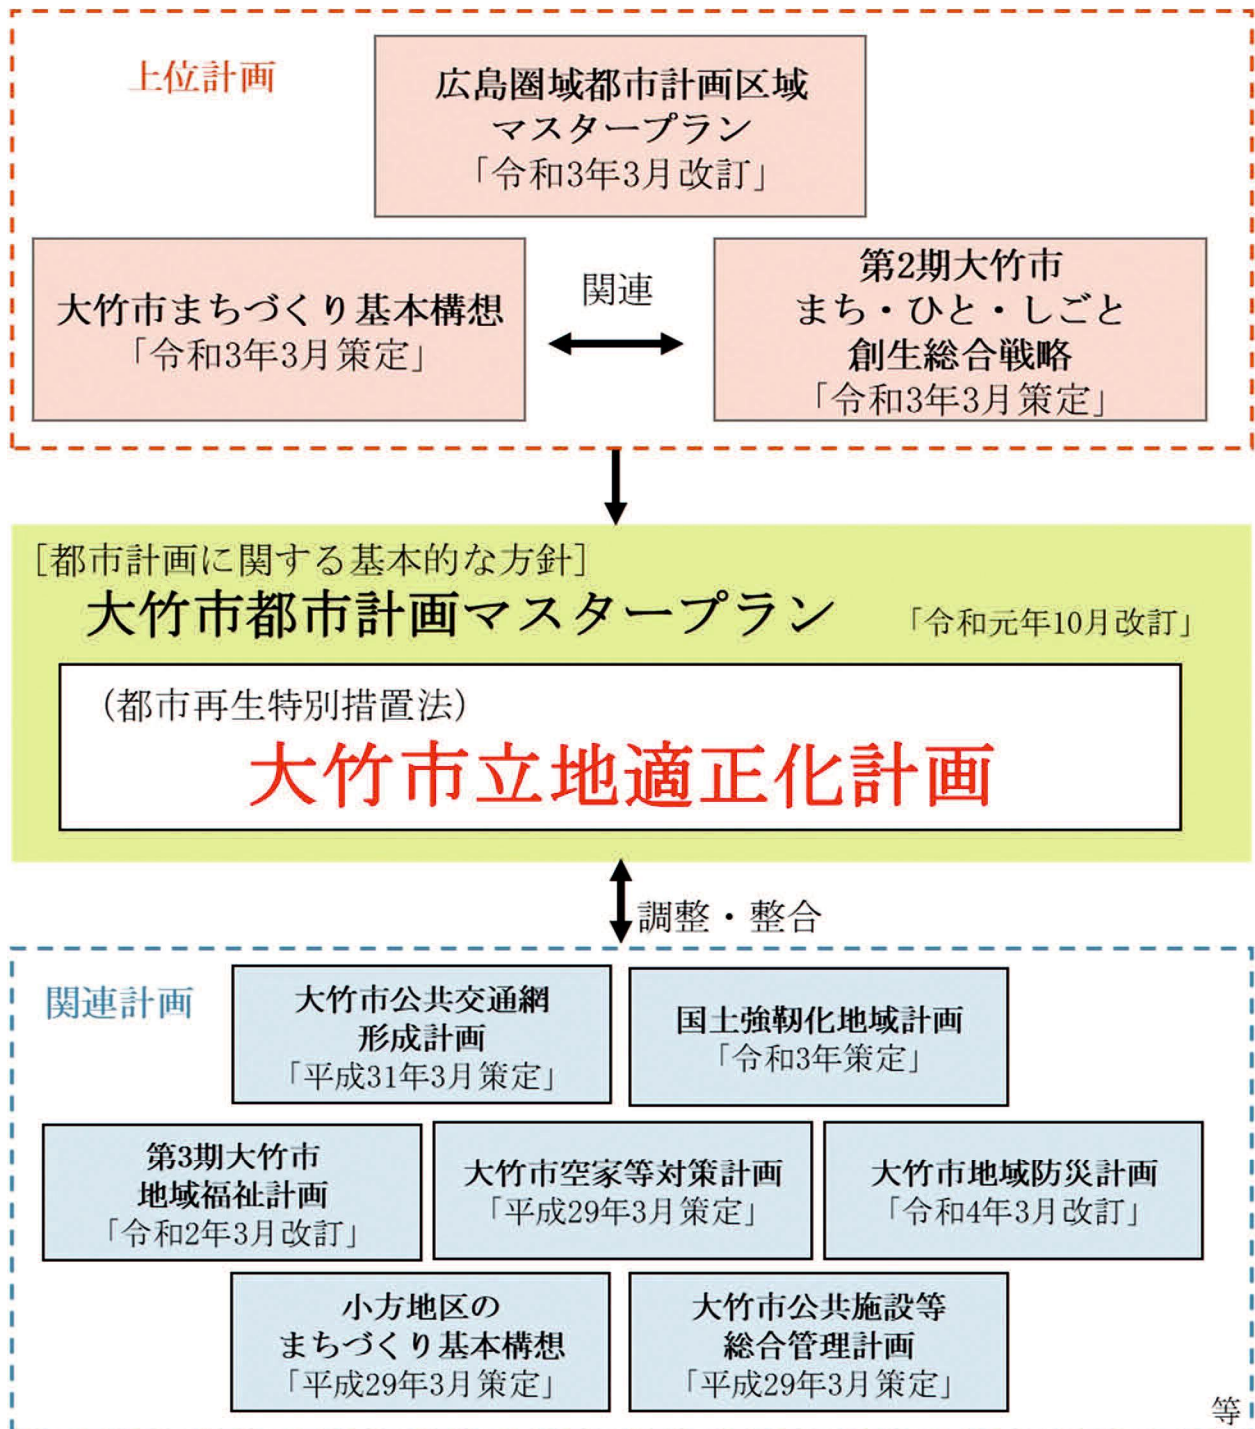 上位計画
広島圏域都市計画区域
マスタープラン
「令和3年3月改訂」
大竹市まちづくり基本構想
「令和3年3月策定」
関連
第2期大竹市
まち・ひと・しごと
創生総合戦略
「令和3年3月策定」
［都市計画に関する基本的な方針］
大竹市都市計画マスタープラン 「令和元年10月改訂」
（都市再生特別措置法）
大竹市立地適正化計画
調整・整合
関連計画
大竹市公共交通網
形成計画
「平成31年3月策定」
国土強靱化地域計画
「令和3年策定」
第3期大竹市
地域福祉計画
「令和2年3月改訂」
大竹市空家等対策計画
「平成29年3月策定」
大竹市地域防災計画
「令和4年3月改訂」
小方地区の
まちづくり基本構想
「平成29年3月策定」
大竹市公共施設等
総合管理計画
「平成29年3月策定」
等